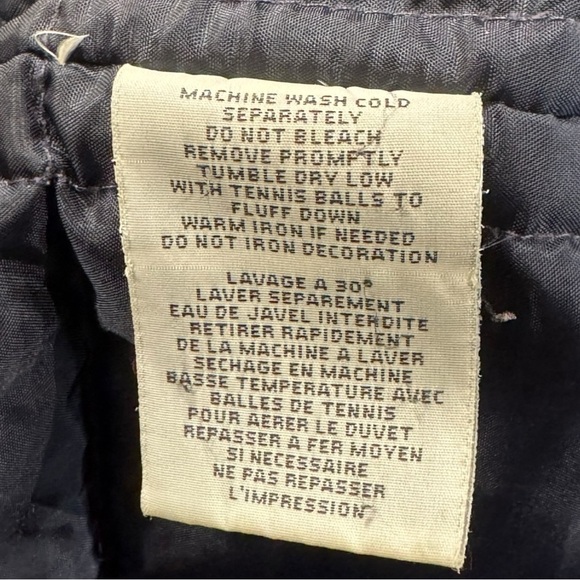 MACHINE WASH COLD
SEPARATELY
DO NOT BLEACH
REMOVE PROMPTLY
TUMBLE DRY LOW
WITH TENNIS BALLS TO
FLUFF DOWN
WARM IRON IF NEEDED
DO NOT IRON DECORATION
LAVAGE A 30°
LAVER SEPAREMENT
EAU DE JAVEL INTERDITE
RETIRER RAPIDEMENT
DE LA MACHINE A LAVER
SECHAGE EN MACHINE
BASSE TEMPERATURE AVEC
BALLES DE TENNIS
POUR AERER LE DUVET
REPASSER A FER MOYEN
SI NECESSAIRE
NE PAS REPASSER
L'IMPRESSION